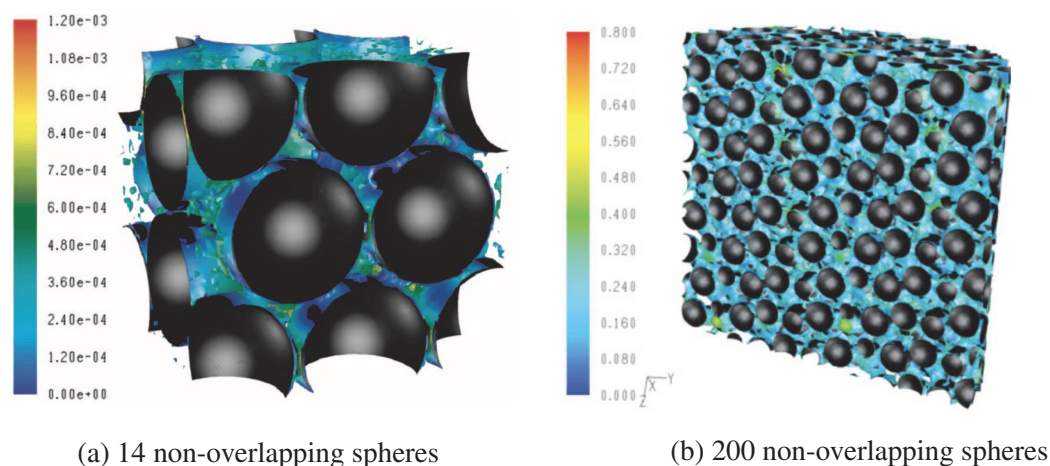 1.20e-03
1.08e-03
9.60e-04
8.40e-04
7.20e-04
6.00e-04
4.80e-04
3.60e-04
2.40e-04
1.20e-04
0.00e+00
0.800
0.720
0.640
0.560
0.480
0.400
0.320
0.240
0.160
0.080
0.000
X Y
Z
(a) 14 non-overlapping spheres
(b) 200 non-overlapping spheres